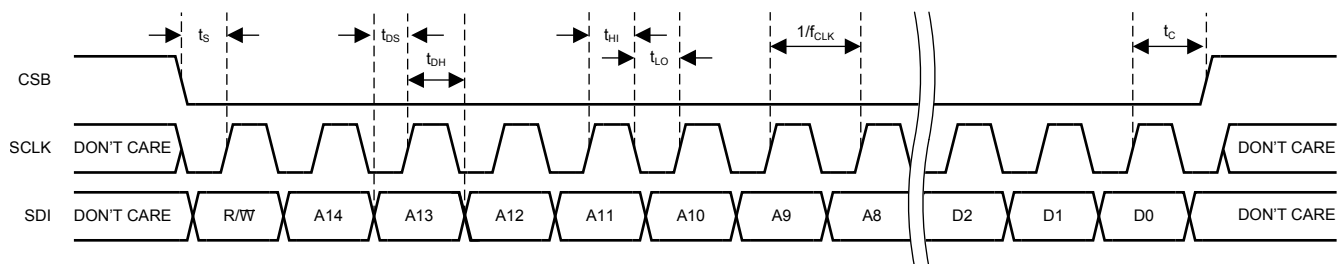 tS tDS tHI 1/fCLK tC
tDH tLO
CSB
SCLK DON'T CARE DON'T CARE
SDI DON'T CARE R/W̅ A14 A13 A12 A11 A10 A9 A8 D2 D1 D0 DON'T CARE